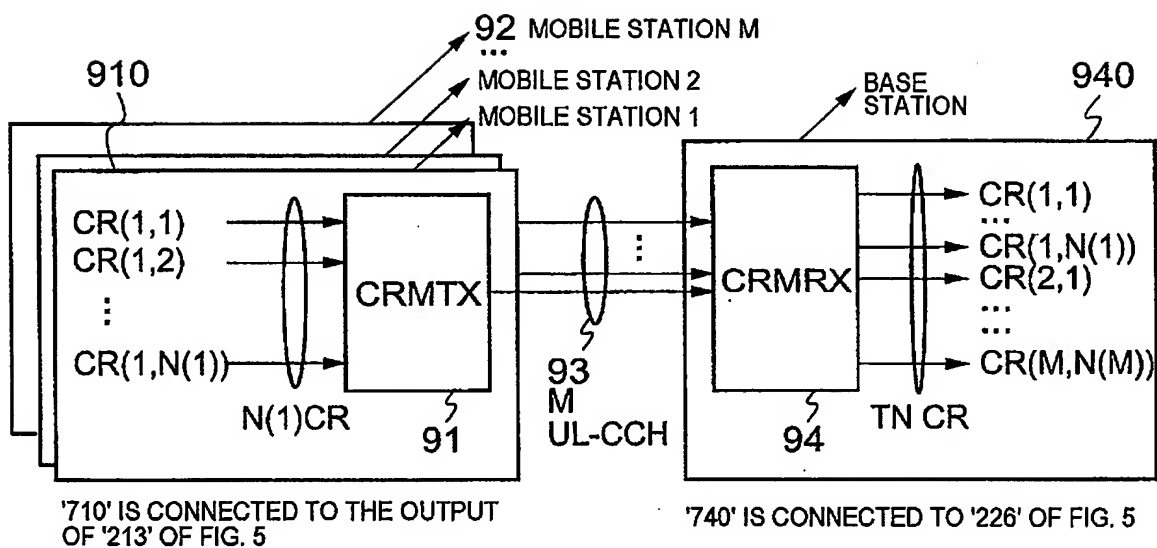 92 MOBILE STATION M
...
910
MOBILE STATION 2
MOBILE STATION 1
CR(1,1)
CR(1,2)
⋮
CR(1,N(1))
N(1)CR
CRMTX
91
...
93
M
UL-CCH
BASE
STATION
940
CRMRX
94
CR(1,1)
...
CR(1,N(1))
CR(2,1)
...
...
CR(M,N(M))
TN CR
'710' IS CONNECTED TO THE OUTPUT
OF '213' OF FIG. 5
'740' IS CONNECTED TO '226' OF FIG. 5